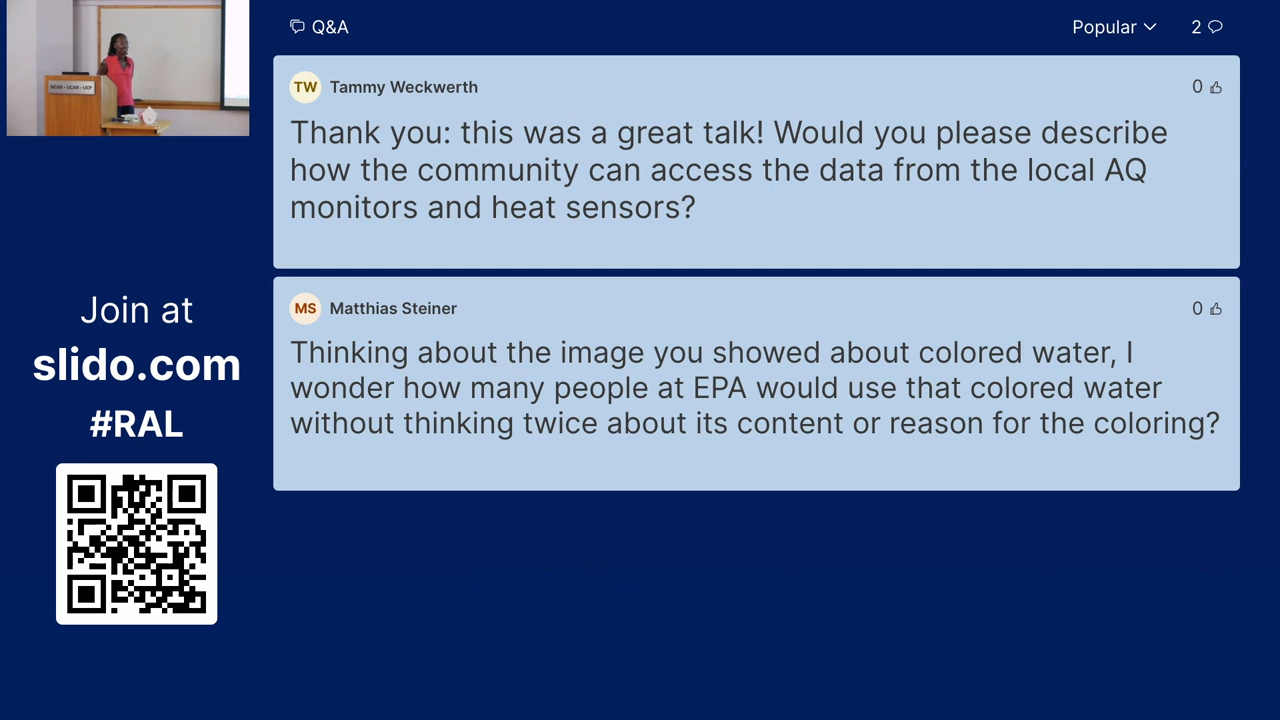 NCAR • UCAR • UCP
Q&A
Popular
2
TW
Tammy Weckwerth
0
Thank you: this was a great talk! Would you please describe
how the community can access the data from the local AQ
monitors and heat sensors?
MS
Matthias Steiner
0
Thinking about the image you showed about colored water, I
wonder how many people at EPA would use that colored water
without thinking twice about its content or reason for the coloring?
Join at
slido.com
#RAL